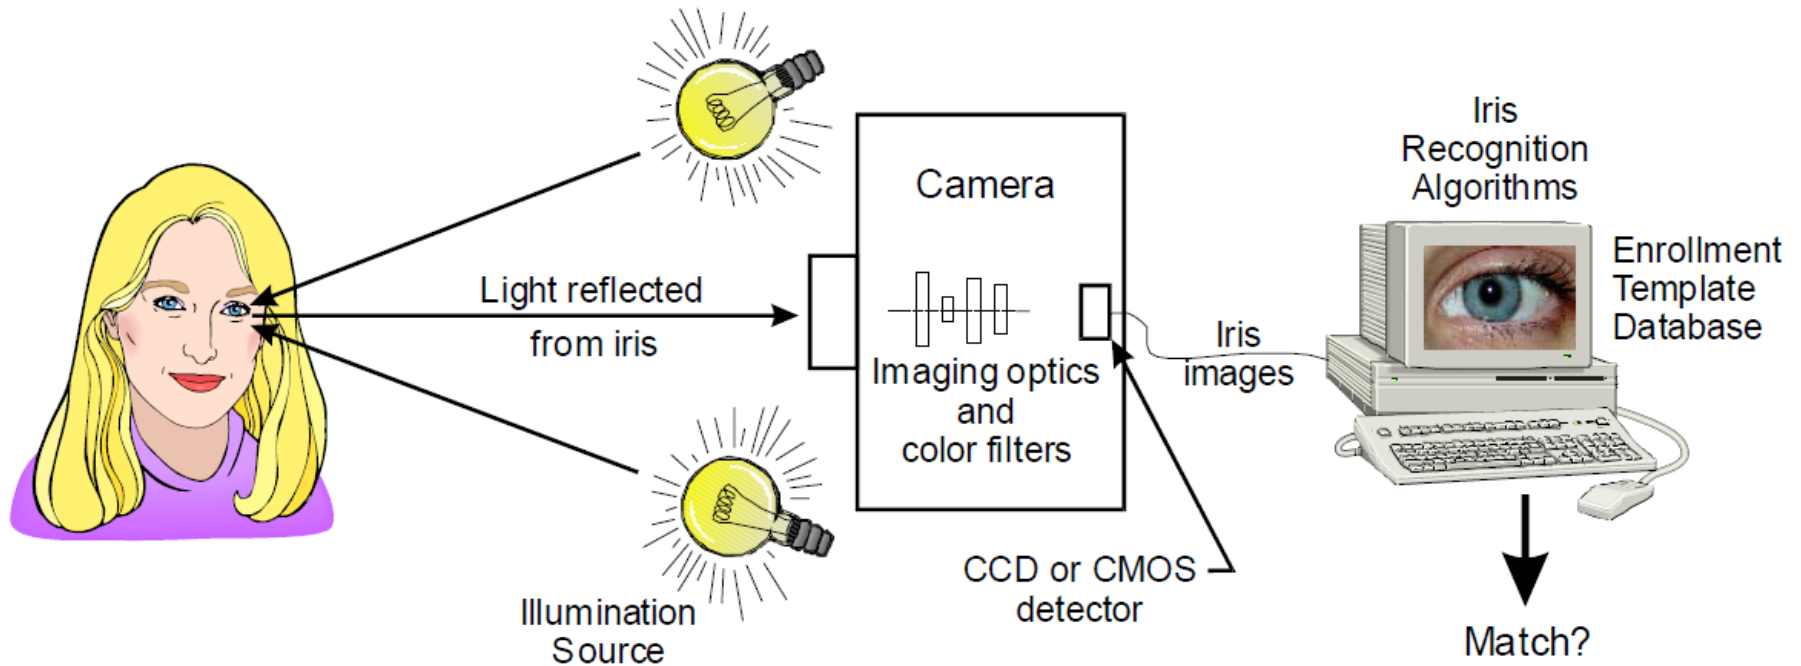 Camera
Light reflected
from iris
Imaging optics
and
color filters
Illumination
Source
CCD or CMOS
detector
Iris
images
Iris
Recognition
Algorithms
Enrollment
Template
Database
Match?